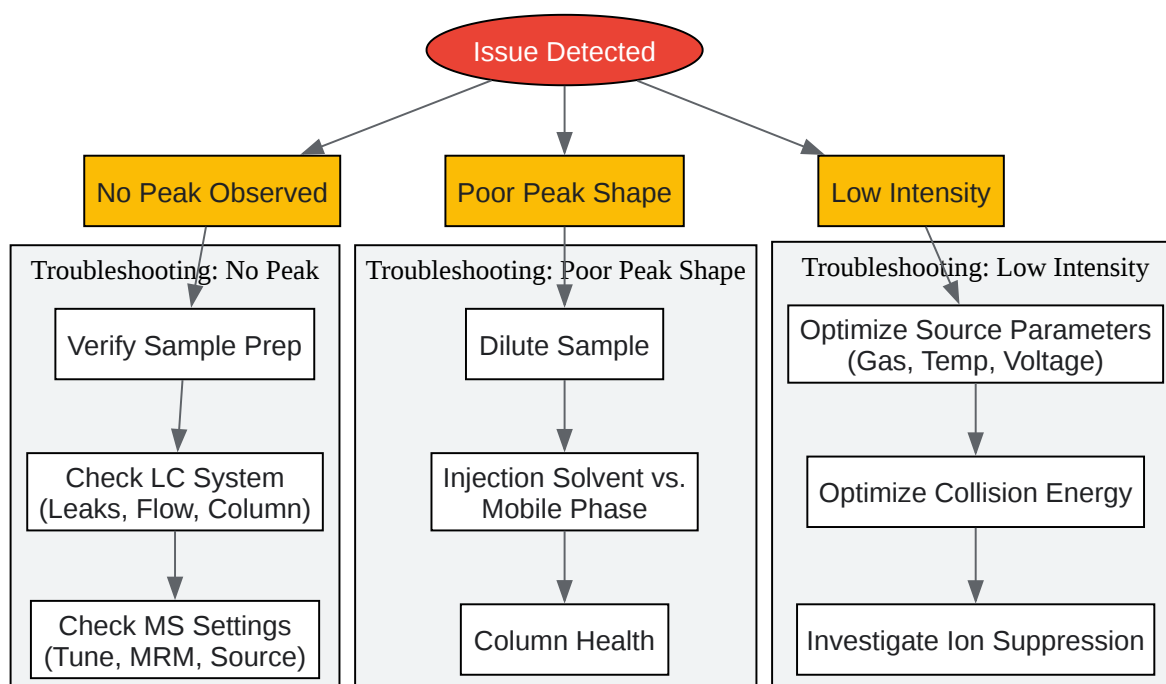 Issue Detected
No Peak Observed
Poor Peak Shape
Low Intensity
Troubleshooting: No Peak
Verify Sample Prep
Check LC System
(Leaks, Flow, Column)
Check MS Settings
(Tune, MRM, Source)
Troubleshooting: Poor Peak Shape
Dilute Sample
Injection Solvent vs.
Mobile Phase
Column Health
Troubleshooting: Low Intensity
Optimize Source Parameters
(Gas, Temp, Voltage)
Optimize Collision Energy
Investigate Ion Suppression